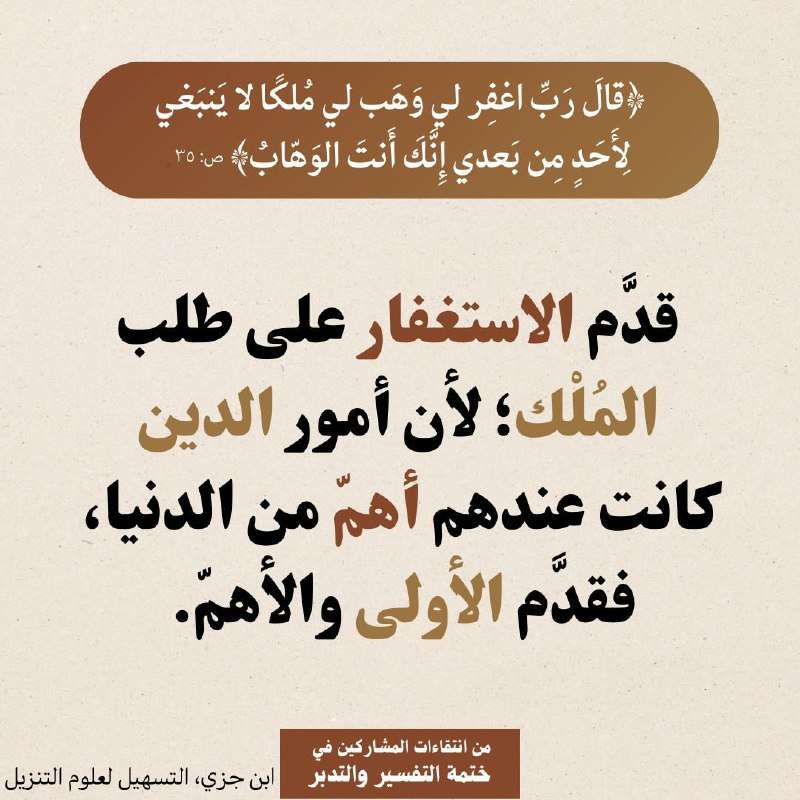 ﴿قالَ رَبِّ اغفِر لي وَهَب لي مُلكًا لا يَنبَغي
لِأَحَدٍ مِن بَعدي إِنَّكَ أَنتَ الوَهّابُ﴾ ص: ٣٥
قدَّم الاستغفار على طلب
المُلْك؛ لأن أمور الدين
كانت عندهم أهمّ من الدنيا،
فقدَّم الأولى والأهمّ.
من انتقاءات المشاركين في
ختمة التفسير والتدبر
ابن جزي، التسهيل لعلوم التنزيل